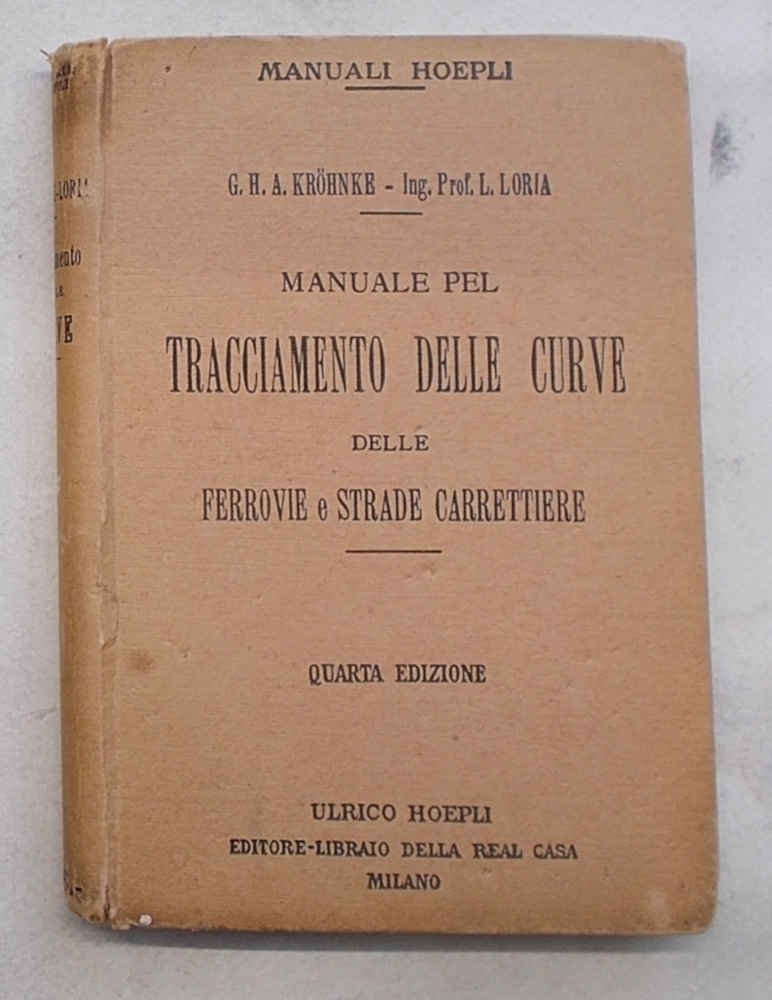 MANUALI HOEPLI
G. H. A. KRÖHNKE - Ing. Prof. L. LORIA
MANUALE PEL
TRACCIAMENTO DELLE CURVE
DELLE
FERROVIE e STRADE CARRETTIERE
QUARTA EDIZIONE
ULRICO HOEPLI
EDITORE-LIBRAIO DELLA REAL CASA
MILANO